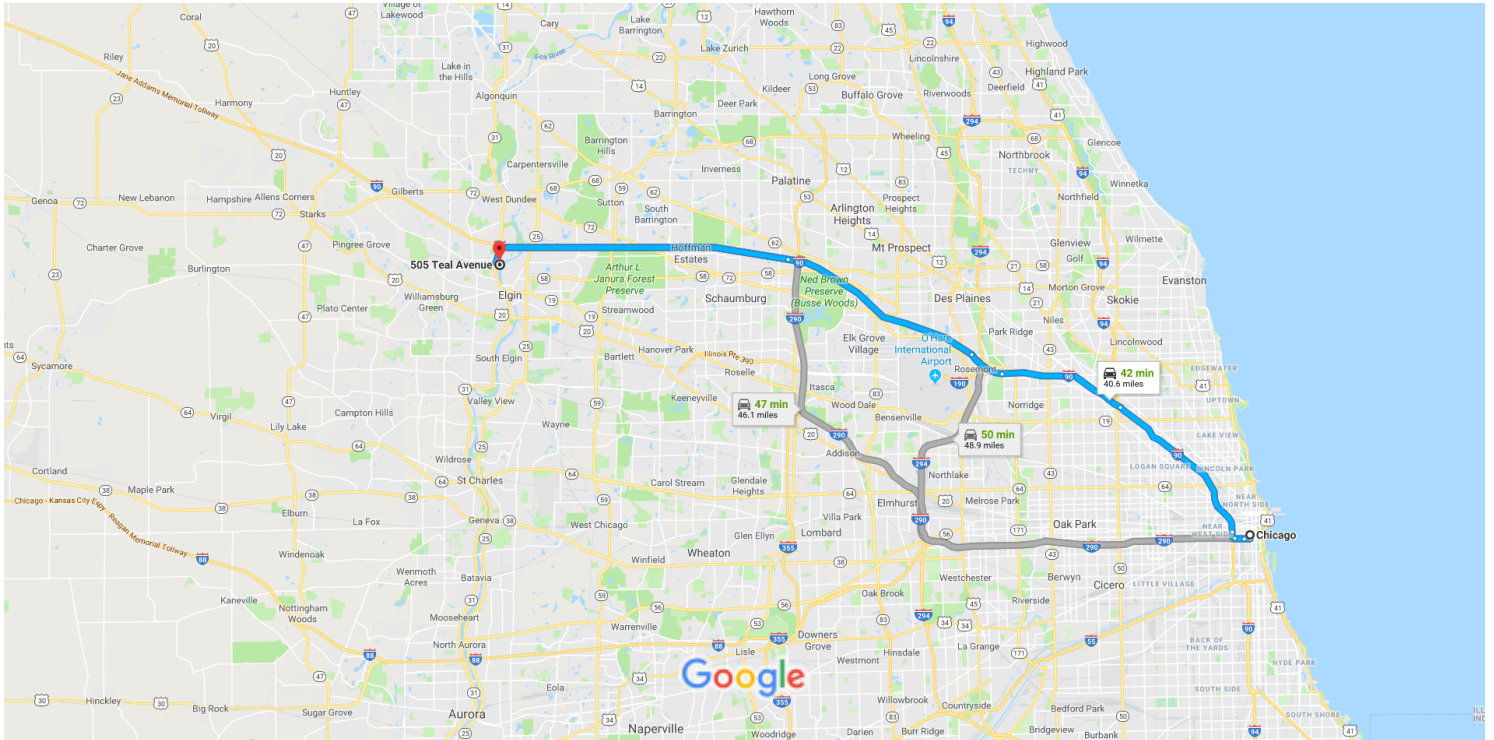 Coral
Village of
Lakewood
Cary
Lake
Barrington
Hawthorn
Woods
Highwood
Riley
Lake in
the Hills
Fox River
Lake Zurich
Lincolnshire
Highland Park
Jane Addams Memorial Tollway
Huntley
Algonquin
Kildeer
Long Grove
Buffalo Grove
Riverwoods
Deerfield
Harmony
Deer Park
Barrington
Wheeling
Glencoe
Barrington
Hills
Northbrook
TECHNY
Carpentersville
Inverness
Palatine
Winnetka
Genoa
New Lebanon
Hampshire
Allens Corners
Gilberts
West Dundee
Sutton
South
Barrington
Arlington
Heights
Prospect
Heights
Northfield
Starks
Charter Grove
Pingree Grove
Hoffman
Estates
Mt Prospect
Glenview
Golf
Wilmette
505 Teal Avenue
Burlington
Arthur L.
Janura Forest
Preserve
Ned Brown
Preserve
(Busse Woods)
Morton Grove
Evanston
Elgin
Schaumburg
Des Plaines
Skokie
Plato Center
Williamsburg
Green
Streamwood
Park Ridge
Niles
Elk Grove
Village
O'Hare
International
Airport
Lincolnwood
Sycamore
South Elgin
Bartlett
Hanover Park
Illinois Rte 390
Roselle
Rosemont
42 min
40.6 miles
EDGEWATER
Itasca
Valley View
Keeneyville
47 min
46.1 miles
Wood Dale
Norridge
UPTOWN
Virgil
Campton Hills
Lily Lake
Wayne
Bensenville
50 min
48.9 miles
LAKE VIEW
Addison
Wildrose
Northlake
LOGAN SQUARE
LINCOLN PARK
Cortland
Maple Park
St Charles
Carol Stream
Glendale
Heights
Elmhurst
Melrose Park
NEAR
NORTH SIDE
Chicago - Kansas City Expy - Reagan Memorial Tollway
Elburn
La Fox
Geneva
West Chicago
Villa Park
Oak Park
NEAR
WEST SIDE
Chicago
Glen Ellyn
Lombard
Windenoak
Winfield
Wheaton
Wenmoth
Acres
Batavia
Westchester
Berwyn
Cicero
LITTLE VILLAGE
Kaneville
Nottingham
Woods
Mooseheart
Oak Brook
Riverside
Warrenville
Downers
Grove
BACK OF
THE YARDS
North Aurora
Lisle
Hinsdale
La Grange
Westmont
HYDE PARK
Google
Hinckley
Big Rock
Sugar Grove
Eola
Willowbrook
Countryside
SOUTH SIDE
Aurora
Bedford Park
SOUTH SHORE
Naperville
Woodridge
Darien
Burr Ridge
Bridgeview
Burbank